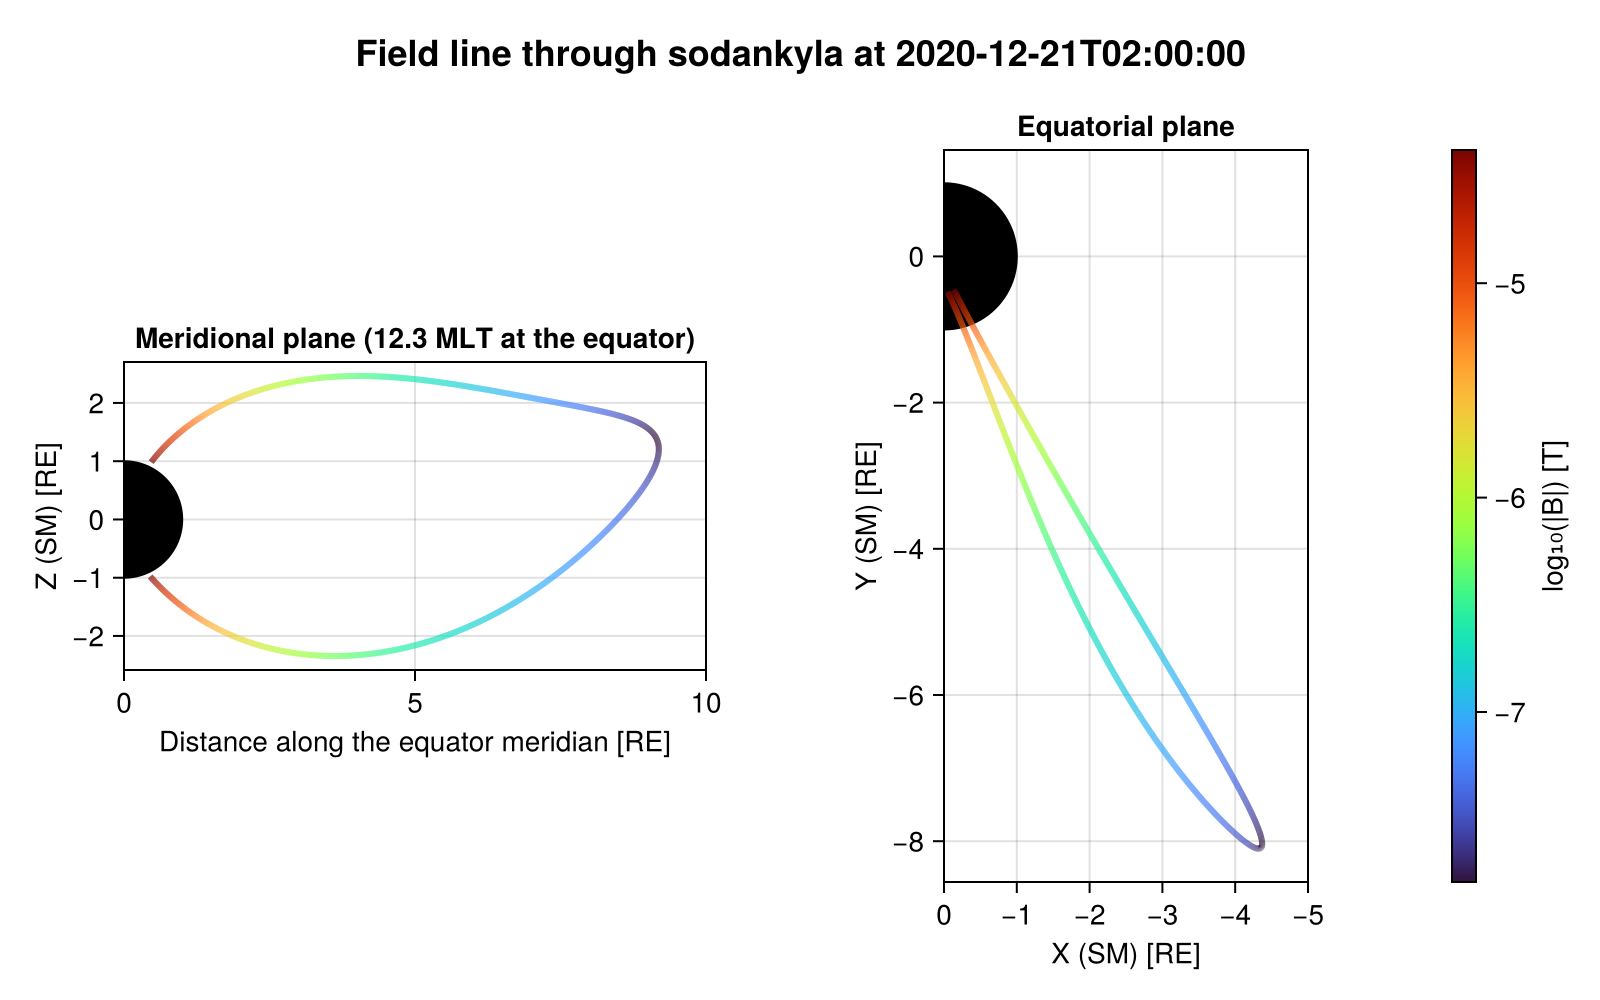 Field line through sodankyla at 2020-12-21T02:00:00
Meridional plane (12.3 MLT at the equator)
Z (SM) [RE]
2
1
0
−1
−2
0
5
10
Distance along the equator meridian [RE]
Equatorial plane
Y (SM) [RE]
0
−2
−4
−6
−8
0
−1
−2
−3
−4
−5
X (SM) [RE]
−5
−6
−7
log₁₀(|B|) [T]